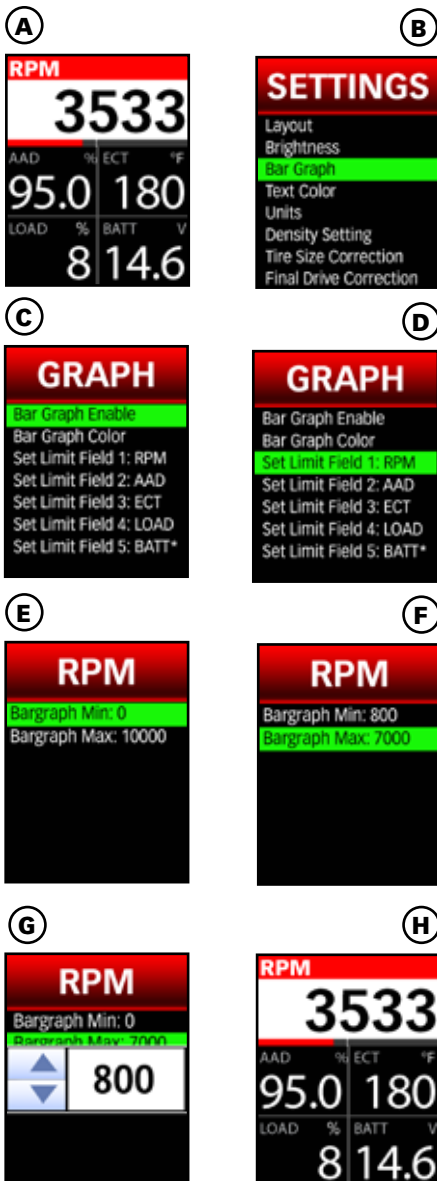 A
RPM
3533
AAD % ECT °F
95.0 180
LOAD % BATT V
8 14.6
B
SETTINGS
Layout
Brightness
Bar Graph
Text Color
Units
Density Setting
Tire Size Correction
Final Drive Correction
C
GRAPH
Bar Graph Enable
Bar Graph Color
Set Limit Field 1: RPM
Set Limit Field 2: AAD
Set Limit Field 3: ECT
Set Limit Field 4: LOAD
Set Limit Field 5: BATT*
D
GRAPH
Bar Graph Enable
Bar Graph Color
Set Limit Field 1: RPM
Set Limit Field 2: AAD
Set Limit Field 3: ECT
Set Limit Field 4: LOAD
Set Limit Field 5: BATT*
E
RPM
Bargraph Min: 0
Bargraph Max: 10000
F
RPM
Bargraph Min: 800
Bargraph Max: 7000
G
RPM
Bargraph Min: 0
Bargraph Max: 7000
800
H
RPM
3533
AAD % ECT °F
95.0 180
LOAD % BATT V
8 14.6